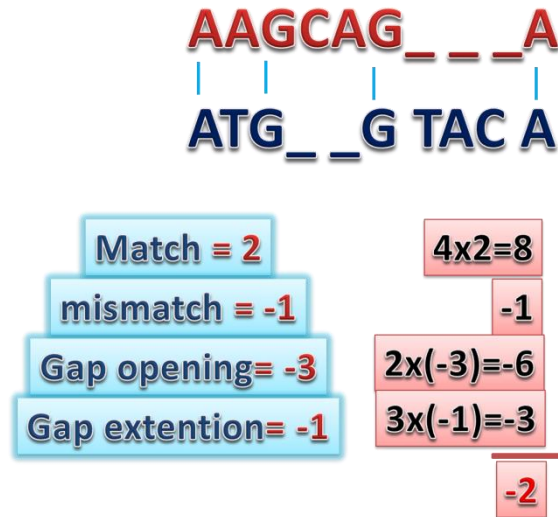 AAGCAG_ _ _A
ATG_ _G TAC A
Match = 2
4x2=8
mismatch = -1
-1
Gap opening= -3
2x(-3)=-6
Gap extention= -1
3x(-1)=-3
-2